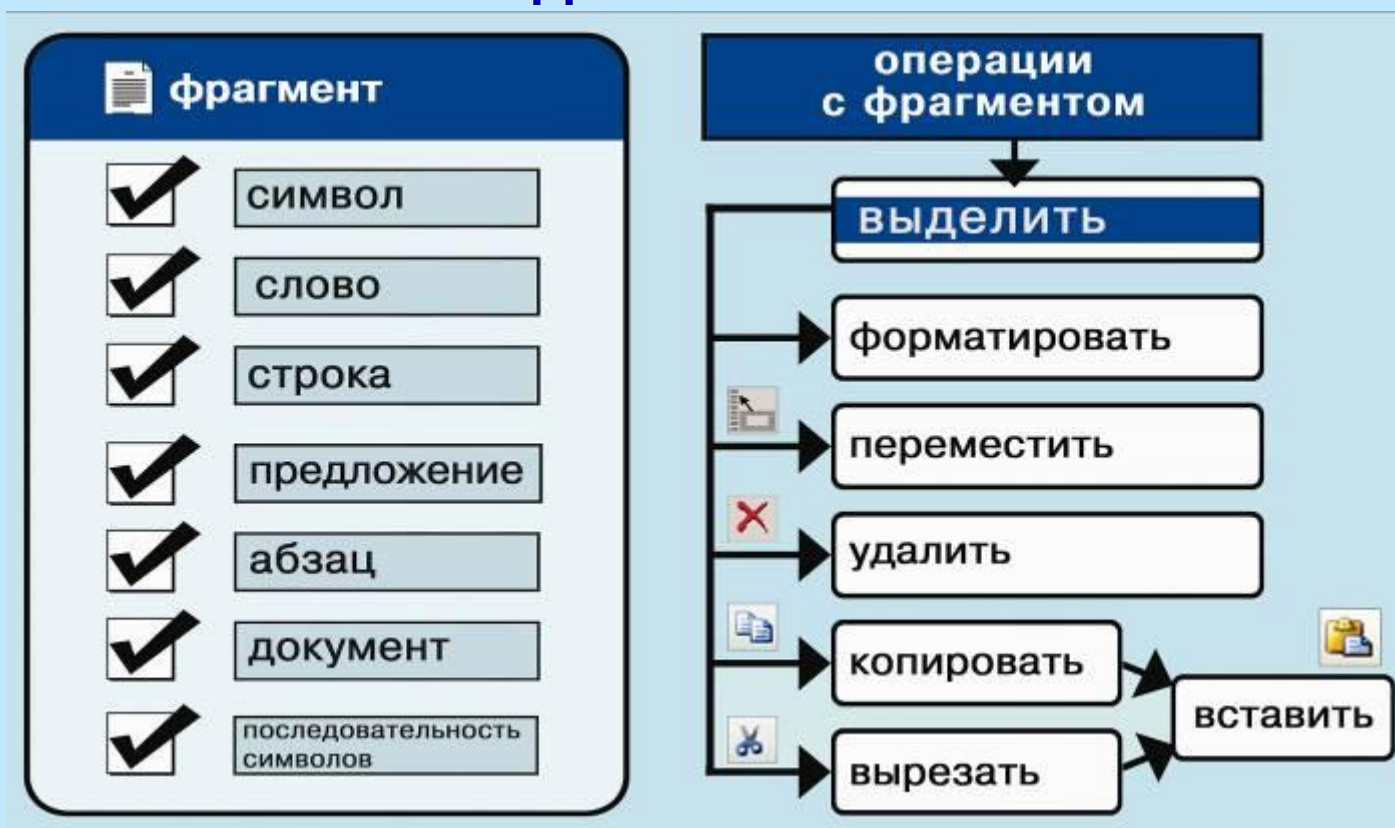 фрагмент
символ
слово
строка
предложение
абзац
документ
последовательность
символов
операции
с фрагментом
выделить
форматировать
переместить
удалить
копировать
вставить
вырезать